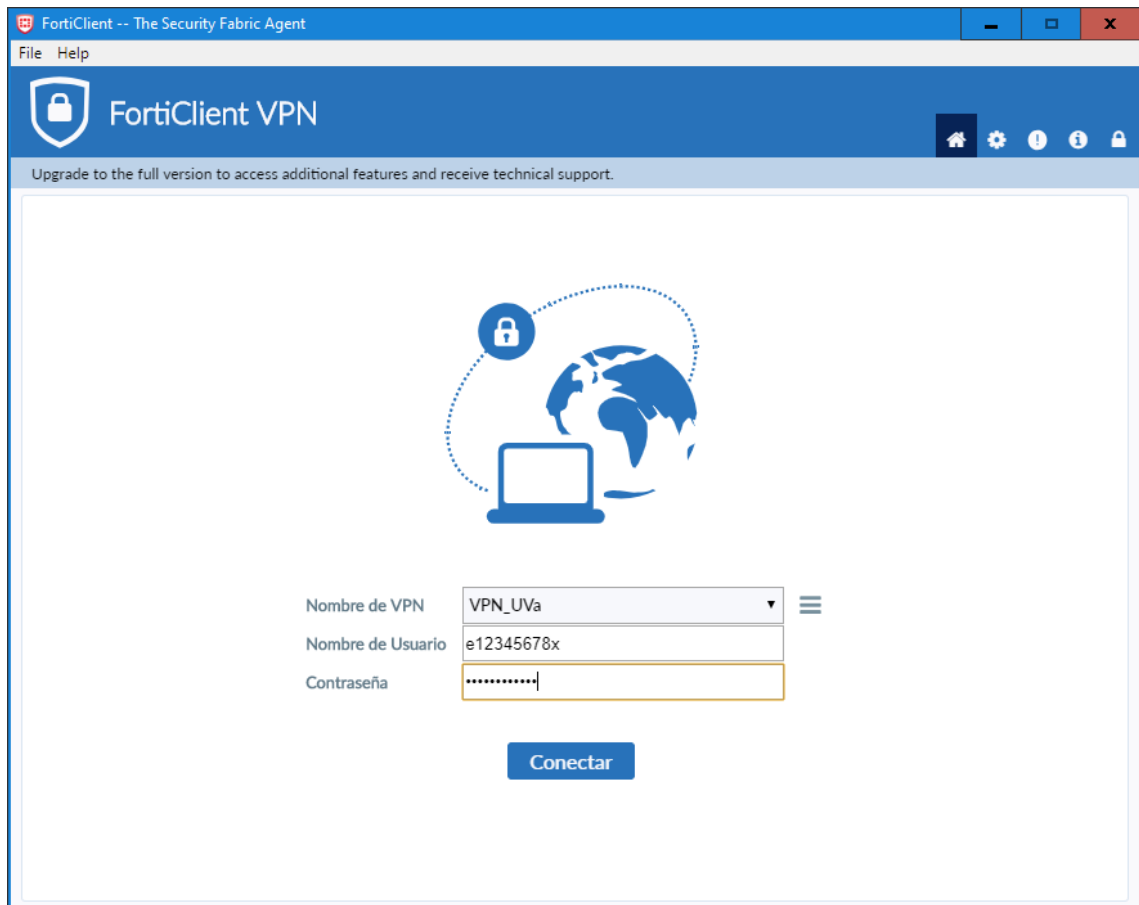 FortiClient -- The Security Fabric Agent
File Help
FortiClient VPN
Upgrade to the full version to access additional features and receive technical support.
Nombre de VPN VPN_UVa
Nombre de Usuario e12345678x
Contraseña ••••••••••••
Conectar